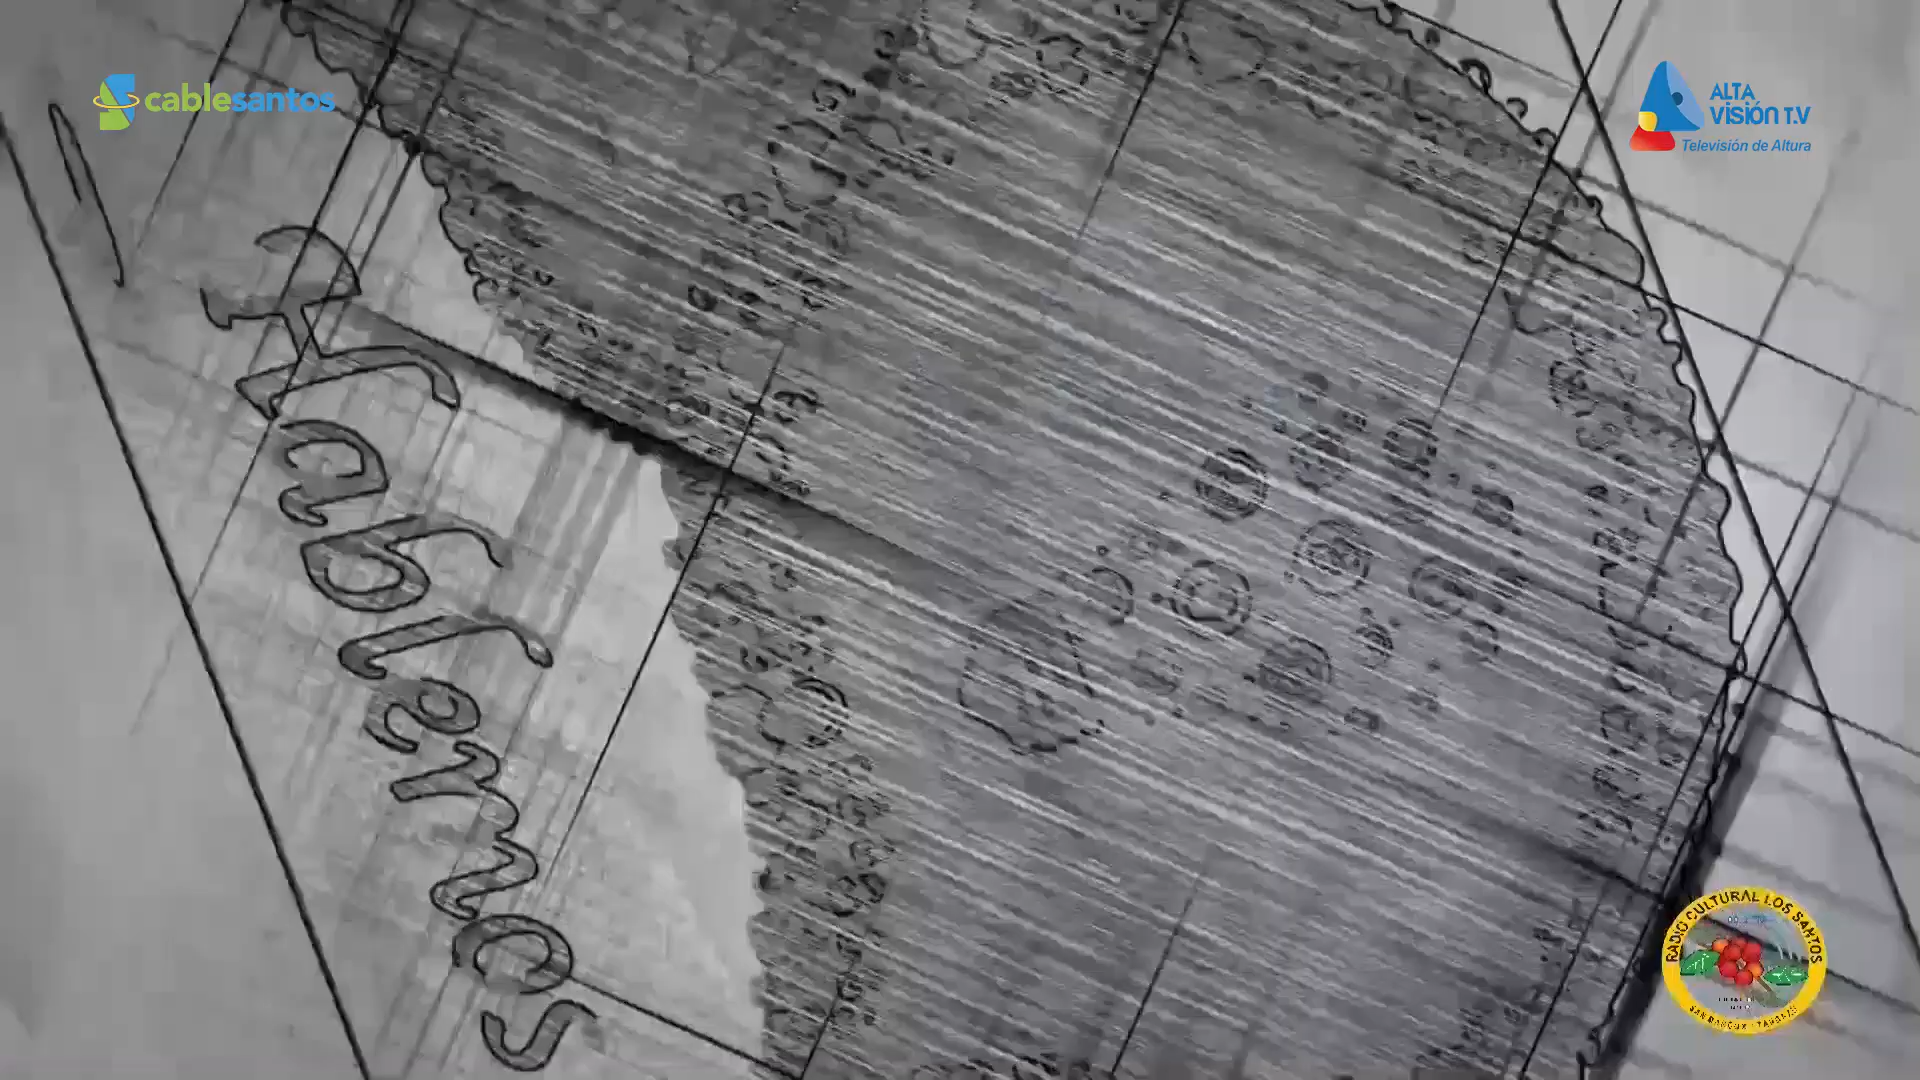 cablesantos
ALTA
VISIÓN T.V
Televisión de Altura
Hablemos
RADIO CULTURAL LOS SANTOS